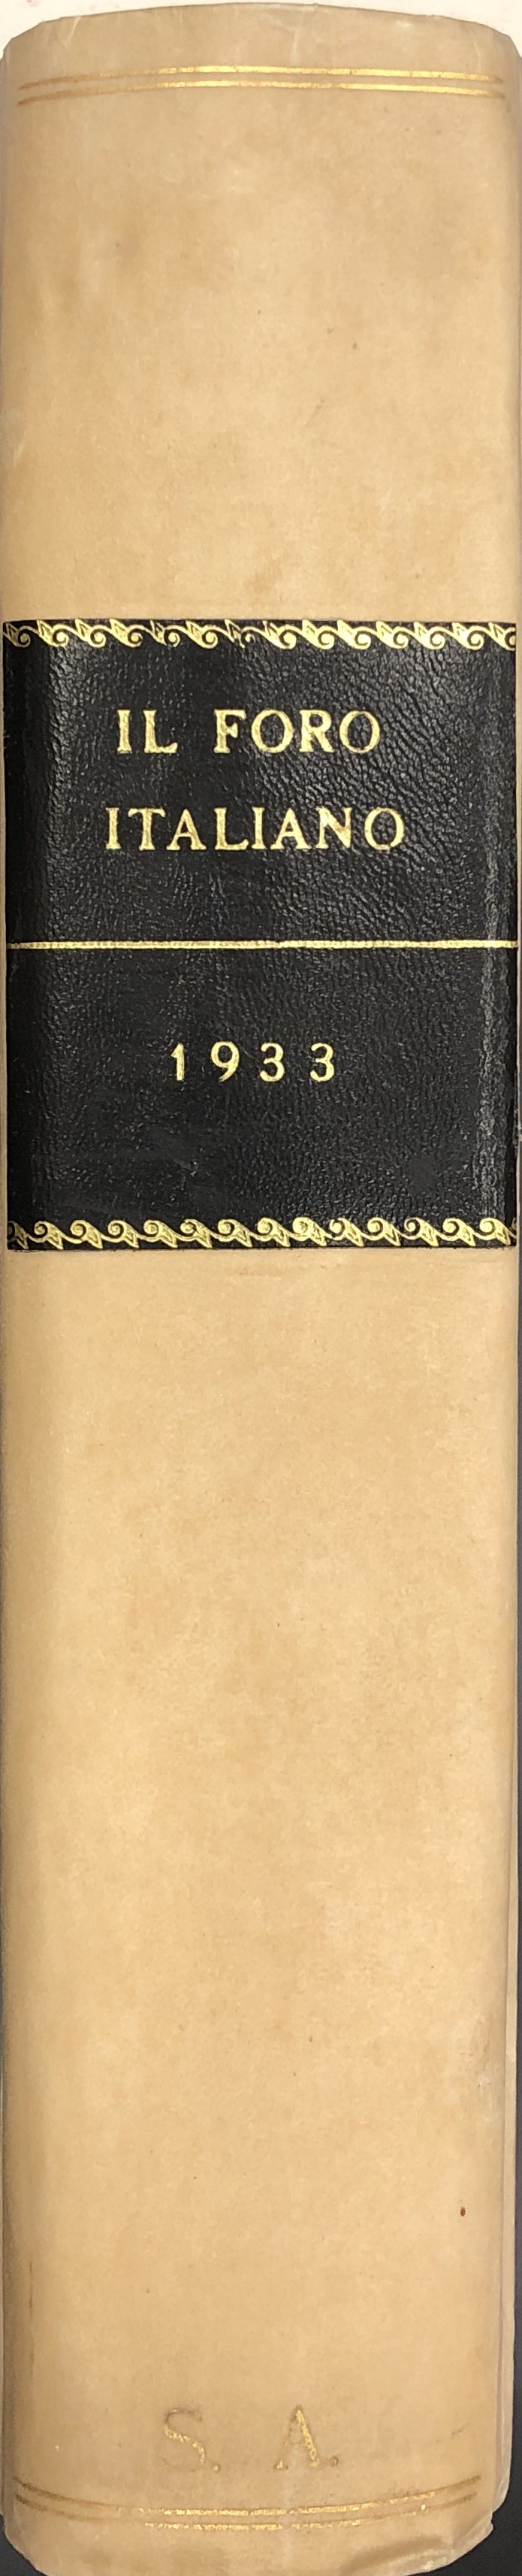 IL FORO
ITALIANO
1933
S. A.